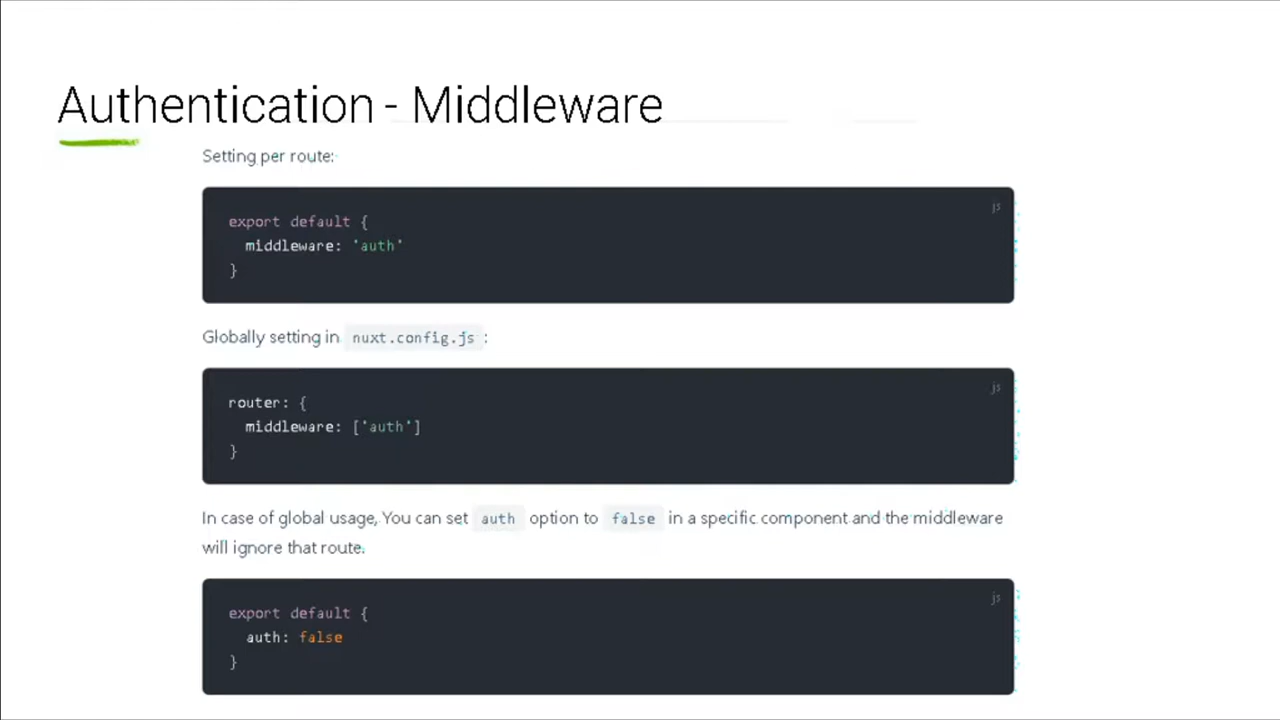 Authentication - Middleware
Setting per route:
js
export default {
middleware: 'auth'
}
Globally setting in nuxt.config.js :
js
router: {
middleware: ['auth']
}
In case of global usage, You can set auth option to false in a specific component and the middleware
will ignore that route.
js
export default {
auth: false
}